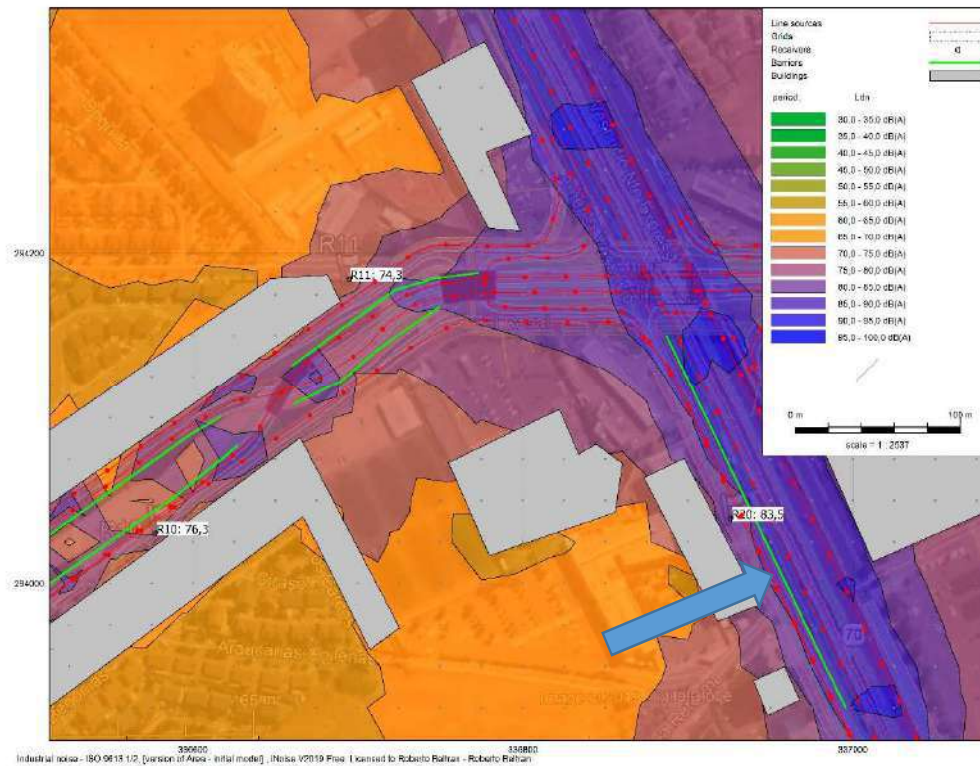 Line sources
Grids
Receivers
Barriers
Buildings
period
Ldn
30,0 - 35,0 dB(A)
35,0 - 40,0 dB(A)
40,0 - 45,0 dB(A)
45,0 - 50,0 dB(A)
50,0 - 55,0 dB(A)
55,0 - 60,0 dB(A)
60,0 - 65,0 dB(A)
65,0 - 70,0 dB(A)
70,0 - 75,0 dB(A)
75,0 - 80,0 dB(A)
80,0 - 85,0 dB(A)
85,0 - 90,0 dB(A)
90,0 - 95,0 dB(A)
95,0 - 100,0 dB(A)
0 m
100 m
scale = 1 : 2537
294200
R11
R11: 74,3
R20: 83,5
R10: 76,3
294000
70
336800
337000
Industrial noise - ISO 9613.1/2, [version of Area - initial model] , iNoise V2019 Free Licensed to Roberto Beltran - Roberto Beltran